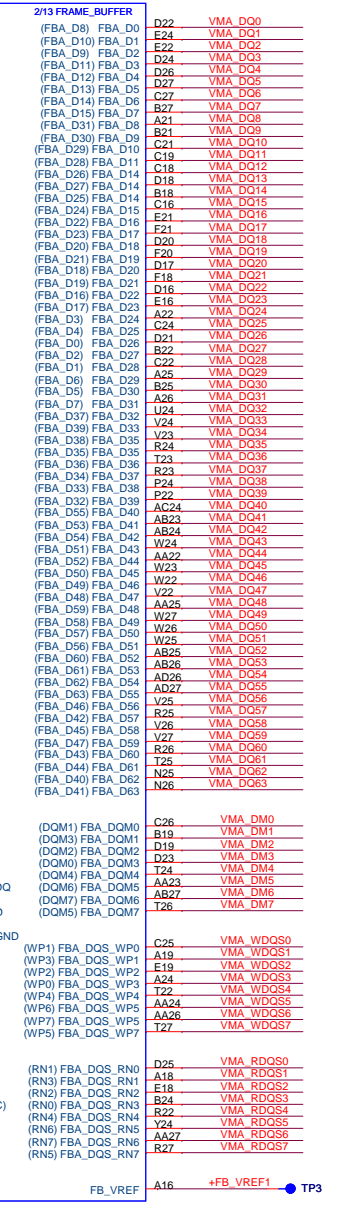 2/13 FRAME_BUFFER
(FBA_D8) FBA_D0 D22 VMA_DQ0
(FBA_D10) FBA_D1 E24 VMA_DQ1
(FBA_D9) FBA_D2 E22 VMA_DQ2
(FBA_D11) FBA_D3 D24 VMA_DQ3
(FBA_D12) FBA_D4 D26 VMA_DQ4
(FBA_D13) FBA_D5 D27 VMA_DQ5
(FBA_D14) FBA_D6 C27 VMA_DQ6
(FBA_D15) FBA_D7 B27 VMA_DQ7
(FBA_D31) FBA_D8 A21 VMA_DQ8
(FBA_D30) FBA_D9 B21 VMA_DQ9
(FBA_D29) FBA_D10 C21 VMA_DQ10
(FBA_D28) FBA_D11 C19 VMA_DQ11
(FBA_D26) FBA_D14 C18 VMA_DQ12
(FBA_D27) FBA_D14 D18 VMA_DQ13
(FBA_D25) FBA_D14 B18 VMA_DQ14
(FBA_D24) FBA_D15 C16 VMA_DQ15
(FBA_D22) FBA_D16 E21 VMA_DQ16
(FBA_D23) FBA_D17 F21 VMA_DQ17
(FBA_D20) FBA_D18 D20 VMA_DQ18
(FBA_D21) FBA_D19 F20 VMA_DQ19
(FBA_D18) FBA_D20 D17 VMA_DQ20
(FBA_D19) FBA_D21 F18 VMA_DQ21
(FBA_D16) FBA_D22 D16 VMA_DQ22
(FBA_D17) FBA_D23 E16 VMA_DQ23
(FBA_D3) FBA_D24 A22 VMA_DQ24
(FBA_D4) FBA_D25 C24 VMA_DQ25
(FBA_D0) FBA_D26 D21 VMA_DQ26
(FBA_D2) FBA_D27 B22 VMA_DQ27
(FBA_D1) FBA_D28 C22 VMA_DQ28
(FBA_D6) FBA_D29 A25 VMA_DQ29
(FBA_D5) FBA_D30 B25 VMA_DQ30
(FBA_D7) FBA_D31 A26 VMA_DQ31
(FBA_D37) FBA_D32 U24 VMA_DQ32
(FBA_D39) FBA_D33 V24 VMA_DQ33
(FBA_D38) FBA_D35 V23 VMA_DQ34
(FBA_D35) FBA_D35 R24 VMA_DQ35
(FBA_D36) FBA_D36 T23 VMA_DQ36
(FBA_D34) FBA_D37 R23 VMA_DQ37
(FBA_D33) FBA_D38 P24 VMA_DQ38
(FBA_D32) FBA_D39 P22 VMA_DQ39
(FBA_D55) FBA_D40 AC24 VMA_DQ40
(FBA_D53) FBA_D41 AB23 VMA_DQ41
(FBA_D54) FBA_D42 AB24 VMA_DQ42
(FBA_D51) FBA_D43 W24 VMA_DQ43
(FBA_D52) FBA_D44 AA22 VMA_DQ44
(FBA_D50) FBA_D45 W23 VMA_DQ45
(FBA_D49) FBA_D46 W22 VMA_DQ46
(FBA_D48) FBA_D47 V22 VMA_DQ47
(FBA_D59) FBA_D48 AA25 VMA_DQ48
(FBA_D58) FBA_D49 W27 VMA_DQ49
(FBA_D57) FBA_D50 W26 VMA_DQ50
(FBA_D56) FBA_D51 W25 VMA_DQ51
(FBA_D60) FBA_D52 AB25 VMA_DQ52
(FBA_D61) FBA_D53 AB26 VMA_DQ53
(FBA_D62) FBA_D54 AD26 VMA_DQ54
(FBA_D63) FBA_D55 AD27 VMA_DQ55
(FBA_D46) FBA_D56 V25 VMA_DQ56
(FBA_D42) FBA_D57 R25 VMA_DQ57
(FBA_D45) FBA_D58 V26 VMA_DQ58
(FBA_D47) FBA_D59 V27 VMA_DQ59
(FBA_D43) FBA_D60 R26 VMA_DQ60
(FBA_D44) FBA_D61 T25 VMA_DQ61
(FBA_D40) FBA_D62 N25 VMA_DQ62
(FBA_D41) FBA_D63 N26 VMA_DQ63
(DQM1) FBA_DQM0 C26 VMA_DM0
(DQM3) FBA_DQM1 B19 VMA_DM1
(DQM2) FBA_DQM2 D19 VMA_DM2
(DQM0) FBA_DQM3 D23 VMA_DM3
(DQM4) FBA_DQM4 T24 VMA_DM4
DQ (DQM6) FBA_DQM5 AA23 VMA_DM5
(DQM7) FBA_DQM6 AB27 VMA_DM6
(DQM5) FBA_DQM7 T26 VMA_DM7
GND
(WP1) FBA_DQS_WP0 C25 VMA_WDQS0
(WP3) FBA_DQS_WP1 A19 VMA_WDQS1
(WP2) FBA_DQS_WP2 E19 VMA_WDQS2
(WP0) FBA_DQS_WP3 A24 VMA_WDQS3
(WP4) FBA_DQS_WP4 T22 VMA_WDQS4
(WP6) FBA_DQS_WP5 AA24 VMA_WDQS5
(WP7) FBA_DQS_WP5 AA26 VMA_WDQS6
(WP5) FBA_DQS_WP7 T27 VMA_WDQS7
(RN1) FBA_DQS_RN0 D25 VMA_RDQS0
(RN3) FBA_DQS_RN1 A18 VMA_RDQS1
(RN2) FBA_DQS_RN2 E18 VMA_RDQS2
(RN0) FBA_DQS_RN3 B24 VMA_RDQS3
(RN4) FBA_DQS_RN4 R22 VMA_RDQS4
(RN6) FBA_DQS_RN5 Y24 VMA_RDQS5
(RN7) FBA_DQS_RN6 AA27 VMA_RDQS6
(RN5) FBA_DQS_RN7 R27 VMA_RDQS7
FB_VREF A16 +FB_VREF1 TP3